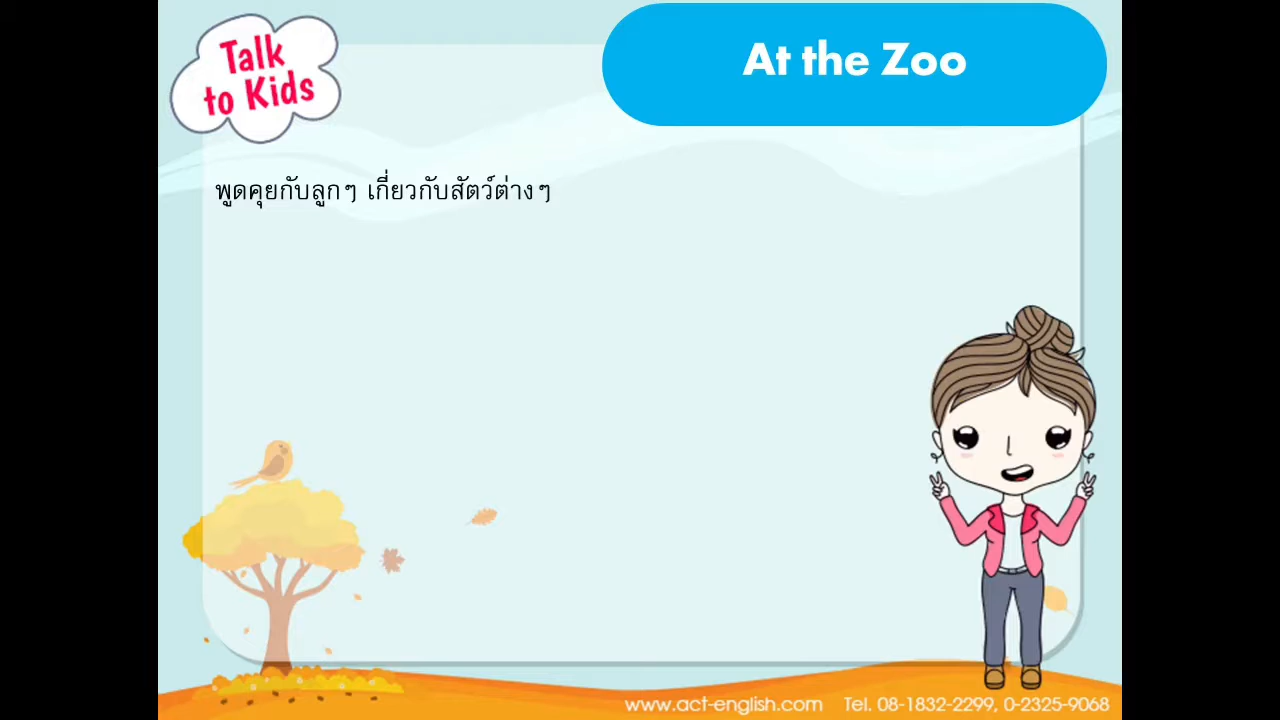 Talk
to Kids
At the Zoo
พูดคุยกับลูกๆ เกี่ยวกับสัตว์ต่างๆ
www.act-english.com Tel. 08-1832-2299, 0-2325-9068